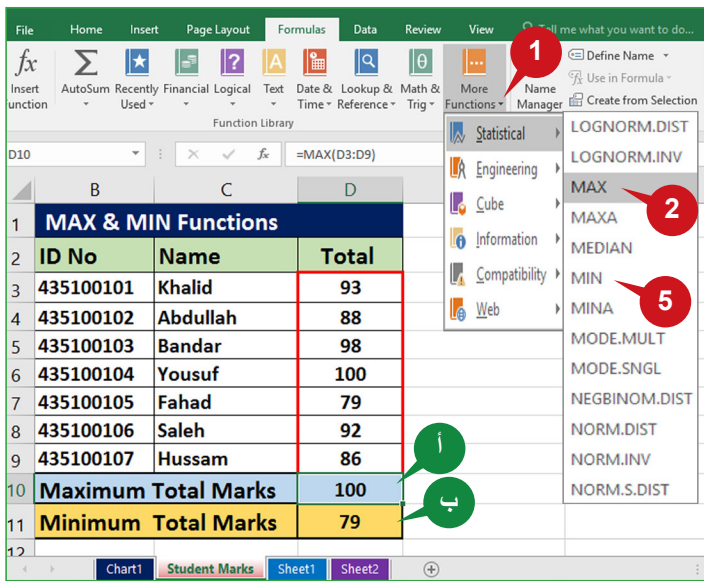 File Home Insert Page Layout Formulas Data Review View Tell me what you want to do...
1
fx Σ ? A θ
Insert unction AutoSum Recently Used Financial Logical Text Date & Time Lookup & Reference Math & Trig More Functions Name Manager
Define Name
Use in Formula
Create from Selection
Function Library
D10 fx =MAX(D3:D9)
Statistical
Engineering
Cube
Information
Compatibility
Web
LOGNORM.DIST
LOGNORM.INV
MAX
2
MAXA
MEDIAN
MIN
5
MINA
MODE.MULT
MODE.SNGL
NEGBINOM.DIST
NORM.DIST
NORM.INV
NORM.S.DIST
B C D
1 MAX & MIN Functions
2 ID No Name Total
3 435100101 Khalid 93
4 435100102 Abdullah 88
5 435100103 Bandar 98
6 435100104 Yousuf 100
7 435100105 Fahad 79
8 435100106 Saleh 92
9 435100107 Hussam 86
أ
10 Maximum Total Marks 100
ب
11 Minimum Total Marks 79
12
Chart1 Student Marks Sheet1 Sheet2